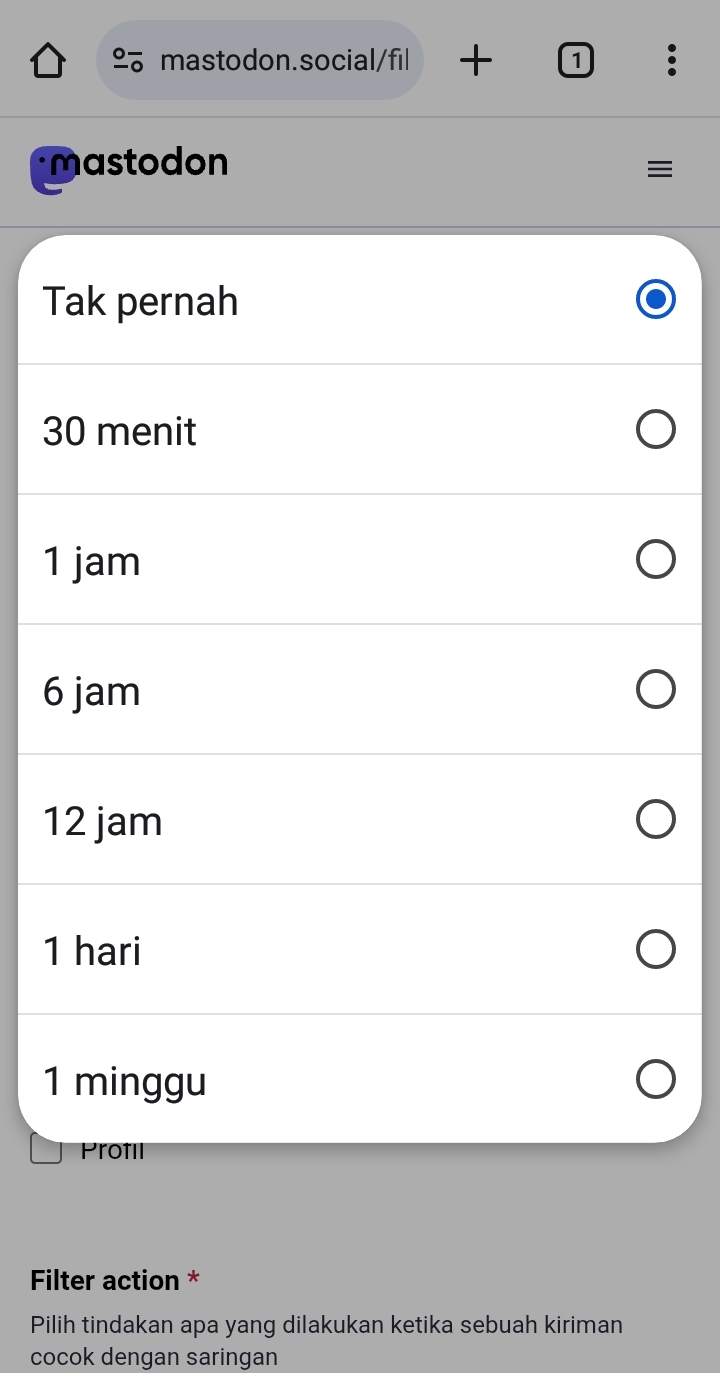 mastodon.social/fil
1
mastodon
Tak pernah
30 menit
1 jam
6 jam
12 jam
1 hari
1 minggu
Profil
Filter action *
Pilih tindakan apa yang dilakukan ketika sebuah kiriman
cocok dengan saringan